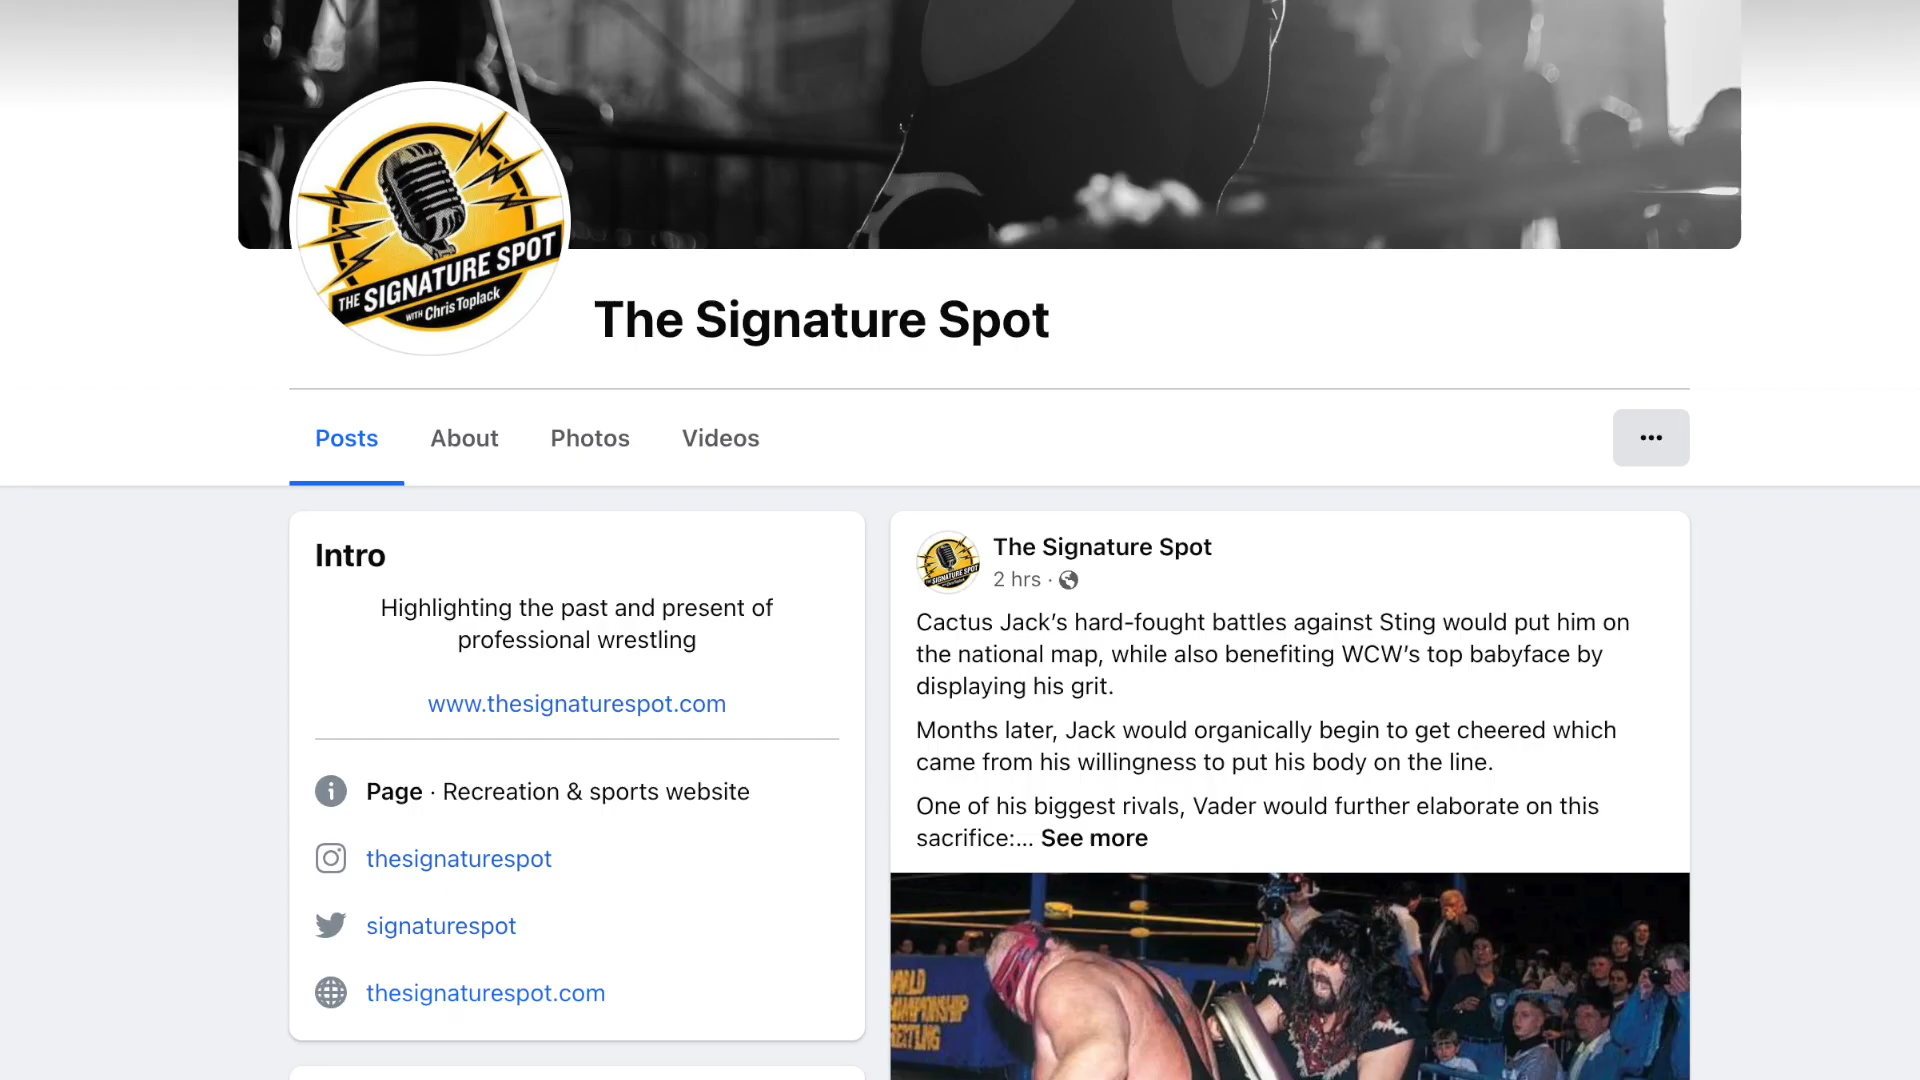 THE SIGNATURE SPOT
WITH Chris Toplack
The Signature Spot
Posts
About
Photos
Videos
Intro
Highlighting the past and present of
professional wrestling
www.thesignaturespot.com
Page · Recreation & sports website
thesignaturespot
signaturespot
thesignaturespot.com
The Signature Spot
2 hrs ·
Cactus Jack’s hard-fought battles against Sting would put him on
the national map, while also benefiting WCW’s top babyface by
displaying his grit.
Months later, Jack would organically begin to get cheered which
came from his willingness to put his body on the line.
One of his biggest rivals, Vader would further elaborate on this
sacrifice:... See more